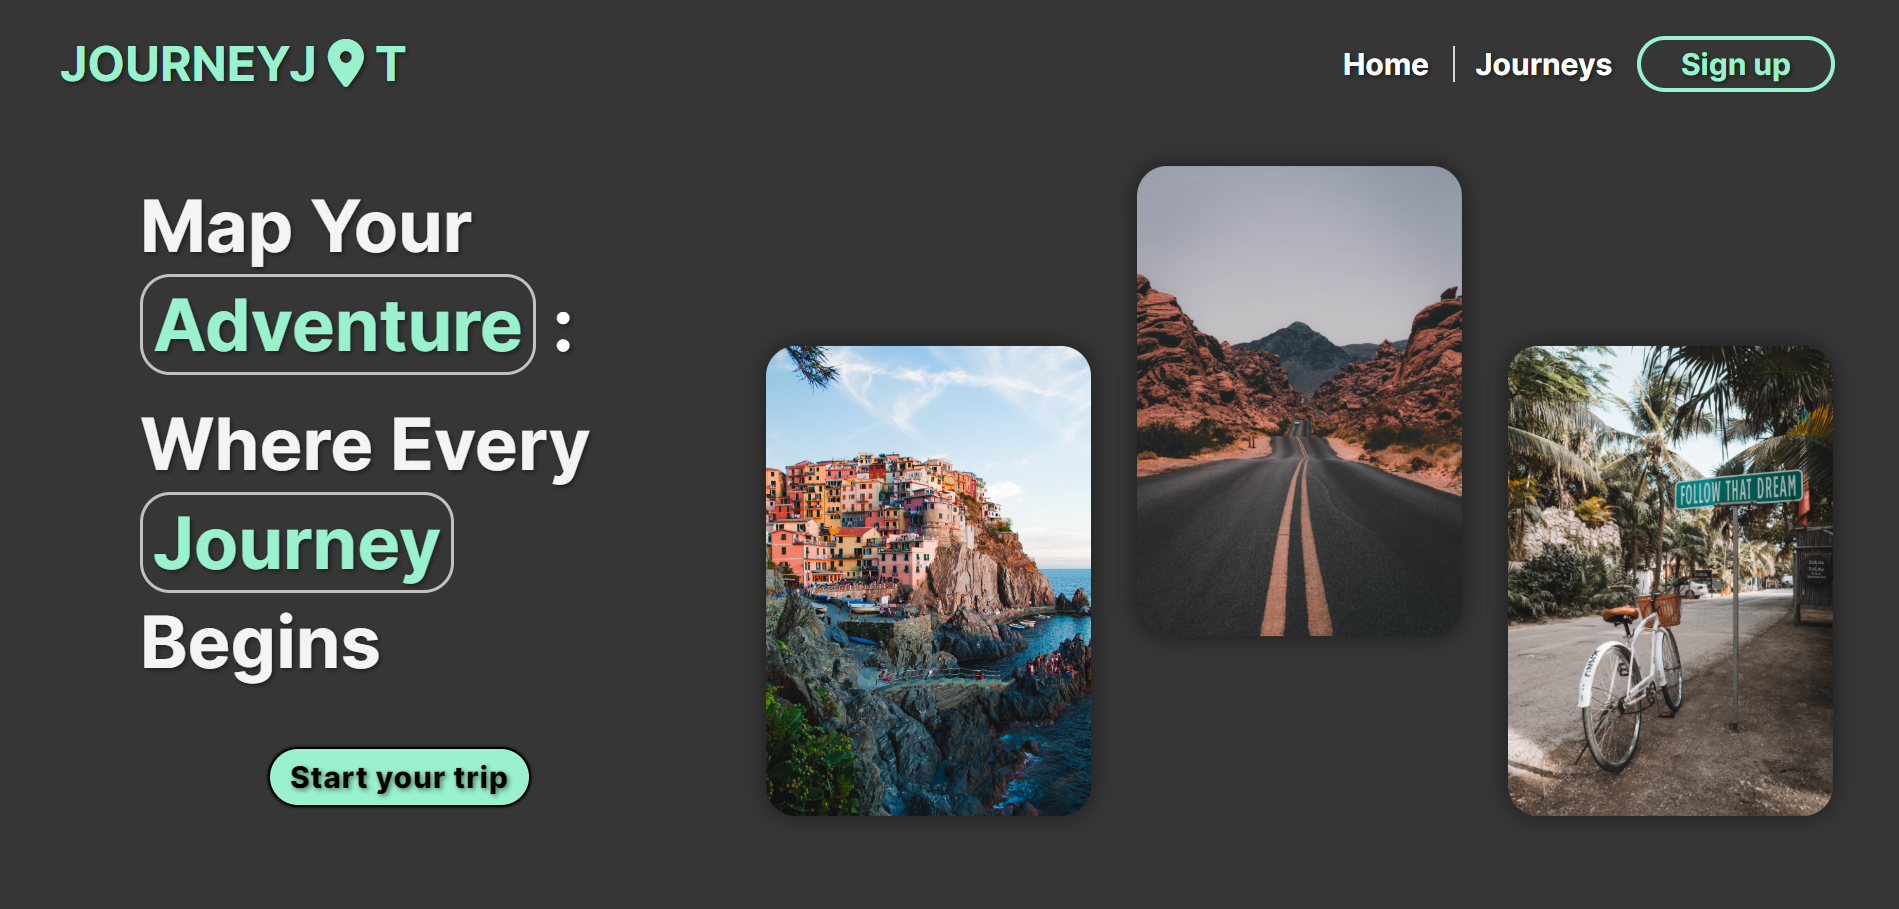 JOURNEYJ T
Home
Journeys
Sign up
Map Your
Adventure :
Where Every
Journey
Begins
Start your trip
FOLLOW THAT DREAM